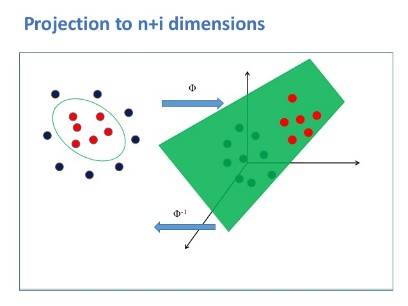 Projection to n+i dimensions
Φ
Φ⁻¹